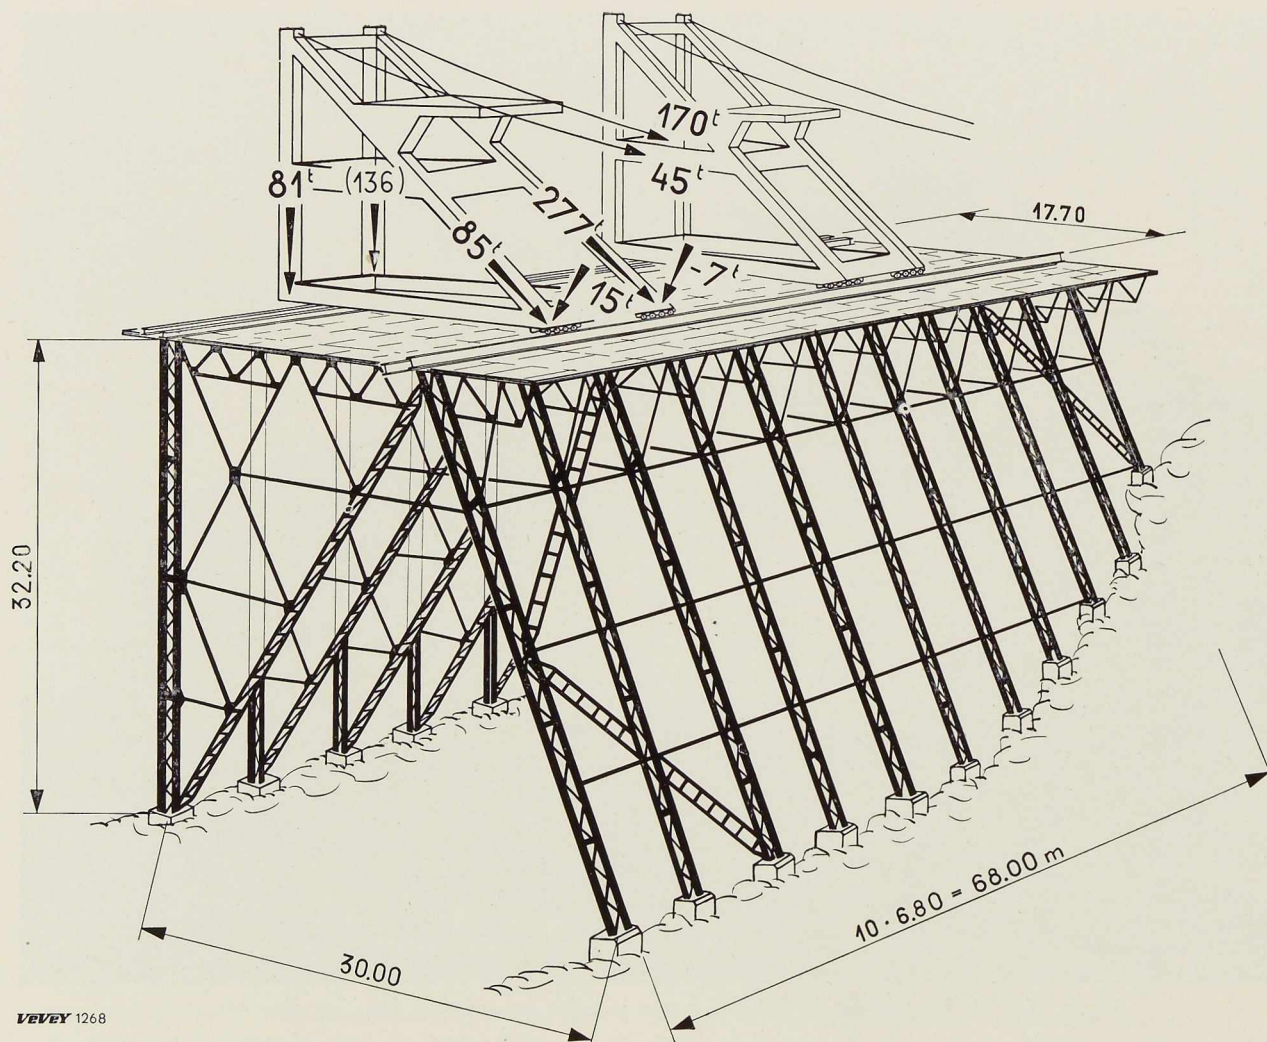 170ᵗ
45ᵗ
81ᵗ
(136)
277ᵗ
85ᵗ
15ᵗ
-7ᵗ
17.70
32.20
10 · 6.80 = 68.00 m
30.00
VEVEY 1268